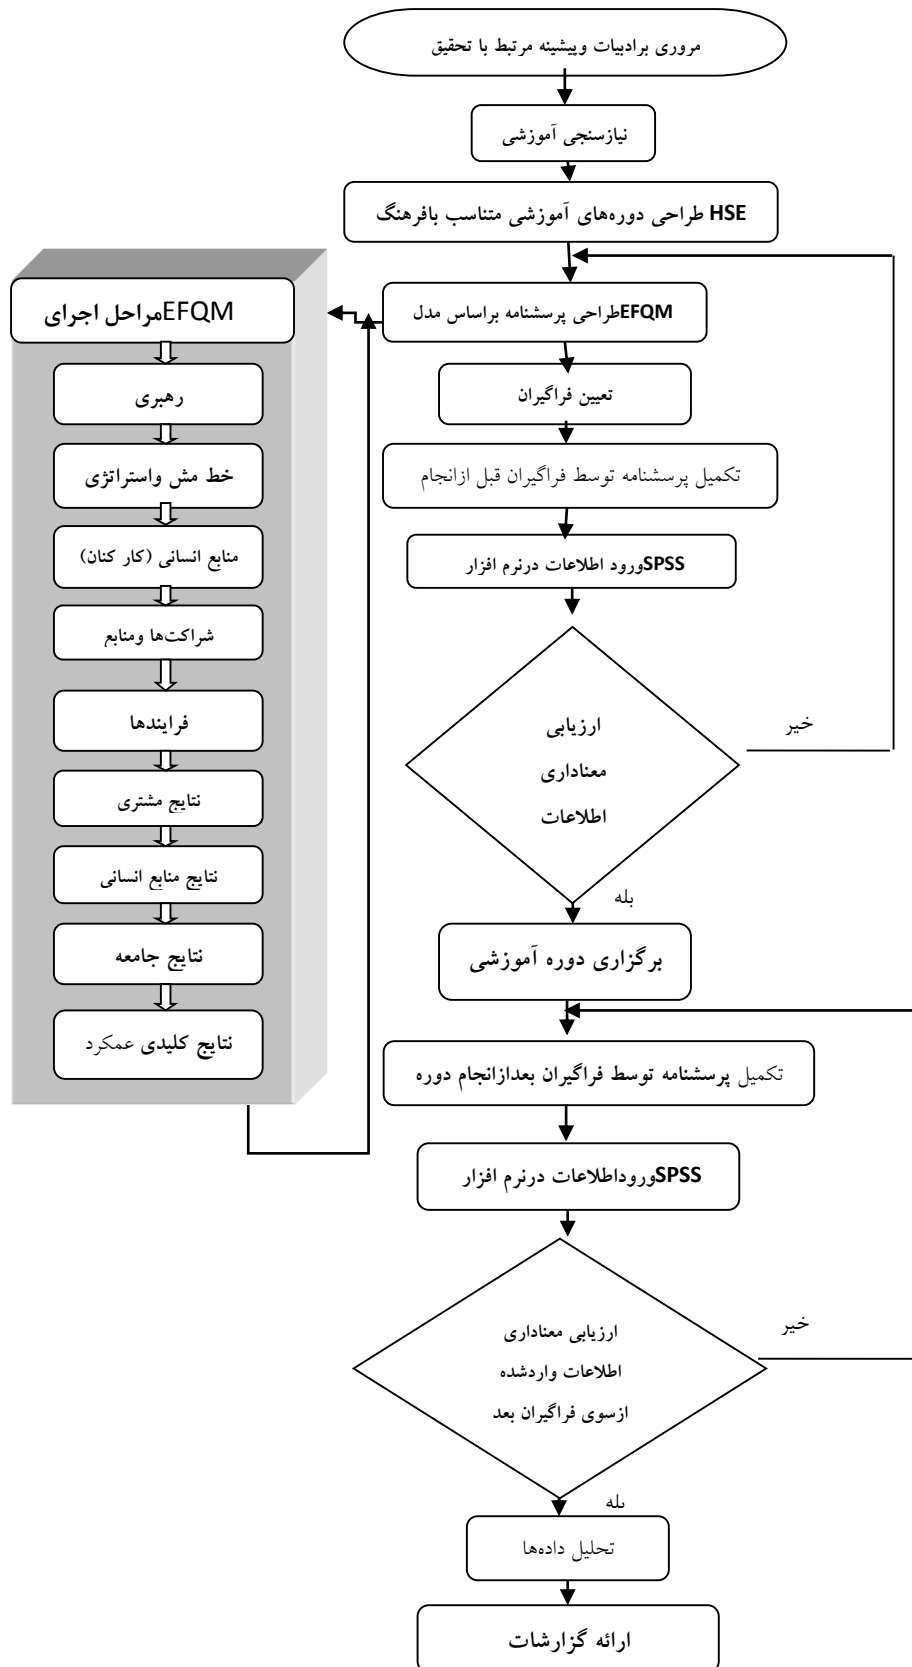 مروری برادبیات وپیشینه مرتبط با تحقیق
نیازسنجی آموزشی
HSE طراحی دوره‌های آموزشی متناسب بافرهنگ
EFQMطراحی پرسشنامه براساس مدل
تعیین فراگیران
تکمیل پرسشنامه توسط فراگیران قبل ازانجام
SPSSورود اطلاعات درنرم افزار
ارزیابی
معناداری
اطلاعات
خیر
بله
برگزاری دوره آموزشی
تکمیل پرسشنامه توسط فراگیران بعدازانجام دوره
SPSSوروداطلاعات درنرم افزار
ارزیابی معناداری
اطلاعات واردشده
ازسوی فراگیران بعد
خیر
بله
تحلیل داده‌ها
ارائه گزارشات
EFQMمراحل اجرای
رهبری
خط مش واستراتژی
منابع انسانی (کار کنان)
شراکت‌ها ومنابع
فرایندها
نتایج مشتری
نتایج منابع انسانی
نتایج جامعه
نتایج کلیدی عمکرد